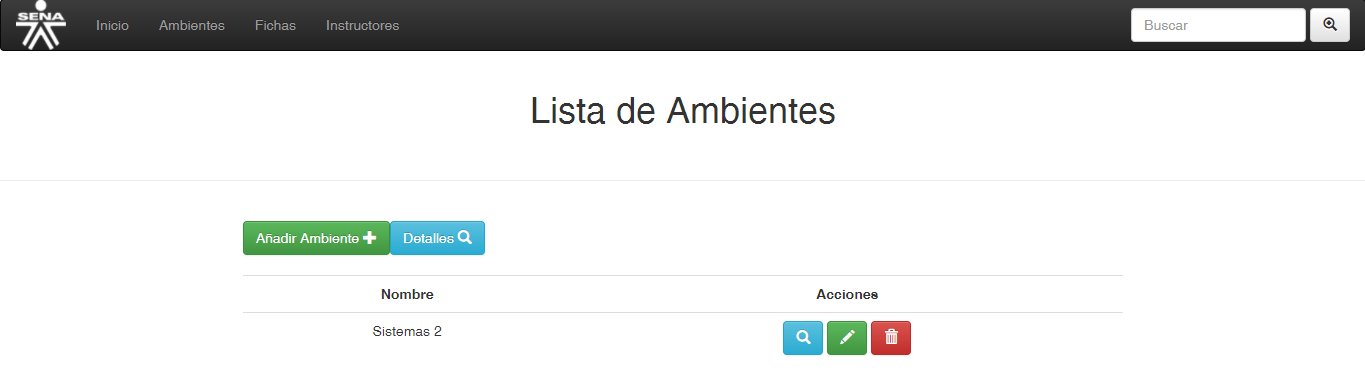 SENA
Inicio Ambientes Fichas Instructores Buscar
Lista de Ambientes
Añadir Ambiente Detalles
Nombre Acciones
Sistemas 2